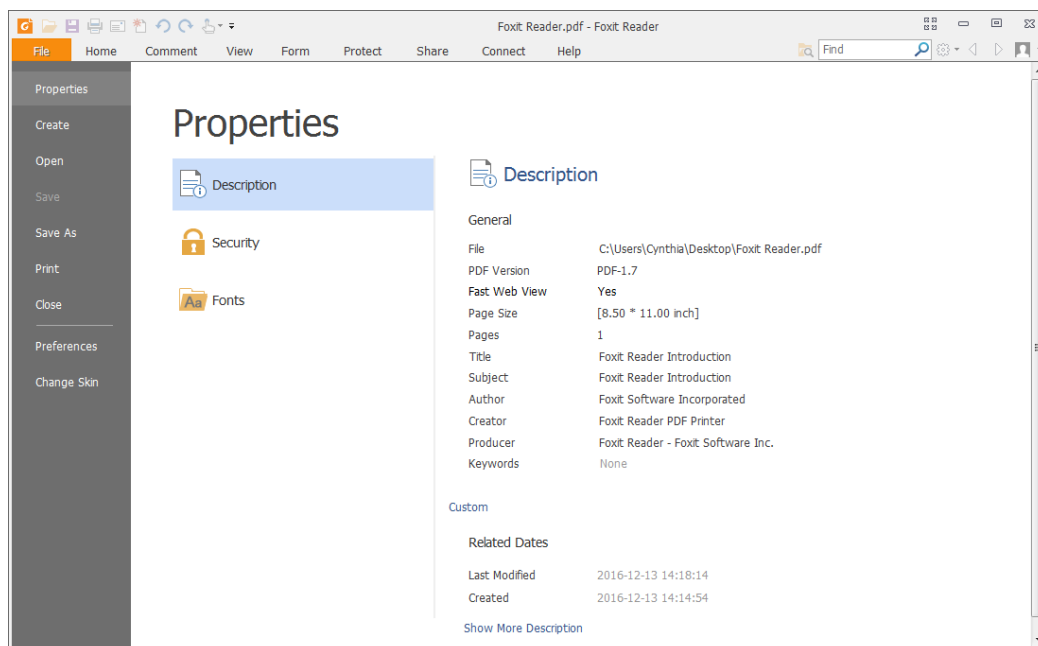 Foxit Reader.pdf - Foxit Reader
File Home Comment View Form Protect Share Connect Help Find
Properties
Create
Open
Save
Save As
Print
Close
Preferences
Change Skin
Properties
Description
Security
Aa Fonts
Description
General
File C:\Users\Cynthia\Desktop\Foxit Reader.pdf
PDF Version PDF-1.7
Fast Web View Yes
Page Size [8.50 * 11.00 inch]
Pages 1
Title Foxit Reader Introduction
Subject Foxit Reader Introduction
Author Foxit Software Incorporated
Creator Foxit Reader PDF Printer
Producer Foxit Reader - Foxit Software Inc.
Keywords None
Custom
Related Dates
Last Modified 2016-12-13 14:18:14
Created 2016-12-13 14:14:54
Show More Description